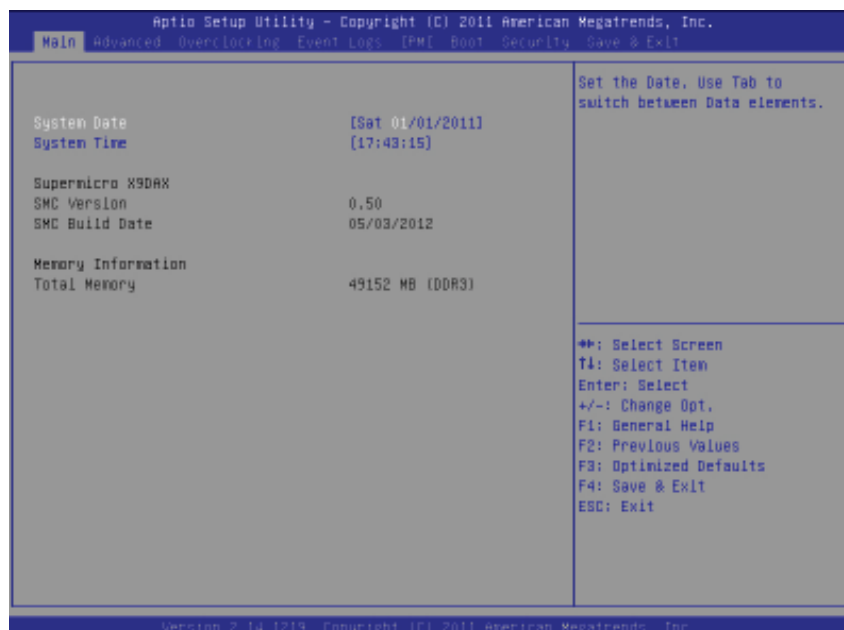 Aptio Setup Utility – Copyright (C) 2011 American Megatrends, Inc.
Main Advanced Overclocking Event Logs IPMI Boot Security Save & Exit
Set the Date. Use Tab to
switch between Data elements.
System Date [Sat 01/01/2011]
System Time [17:43:15]
Supermicro X9DAX
SMC Version 0.50
SMC Build Date 05/03/2012
Memory Information
Total Memory 49152 MB (DDR3)
→←: Select Screen
↑↓: Select Item
Enter: Select
+/-: Change Opt.
F1: General Help
F2: Previous Values
F3: Optimized Defaults
F4: Save & Exit
ESC: Exit
Version 2.14.1219. Copyright (C) 2011 American Megatrends, Inc.